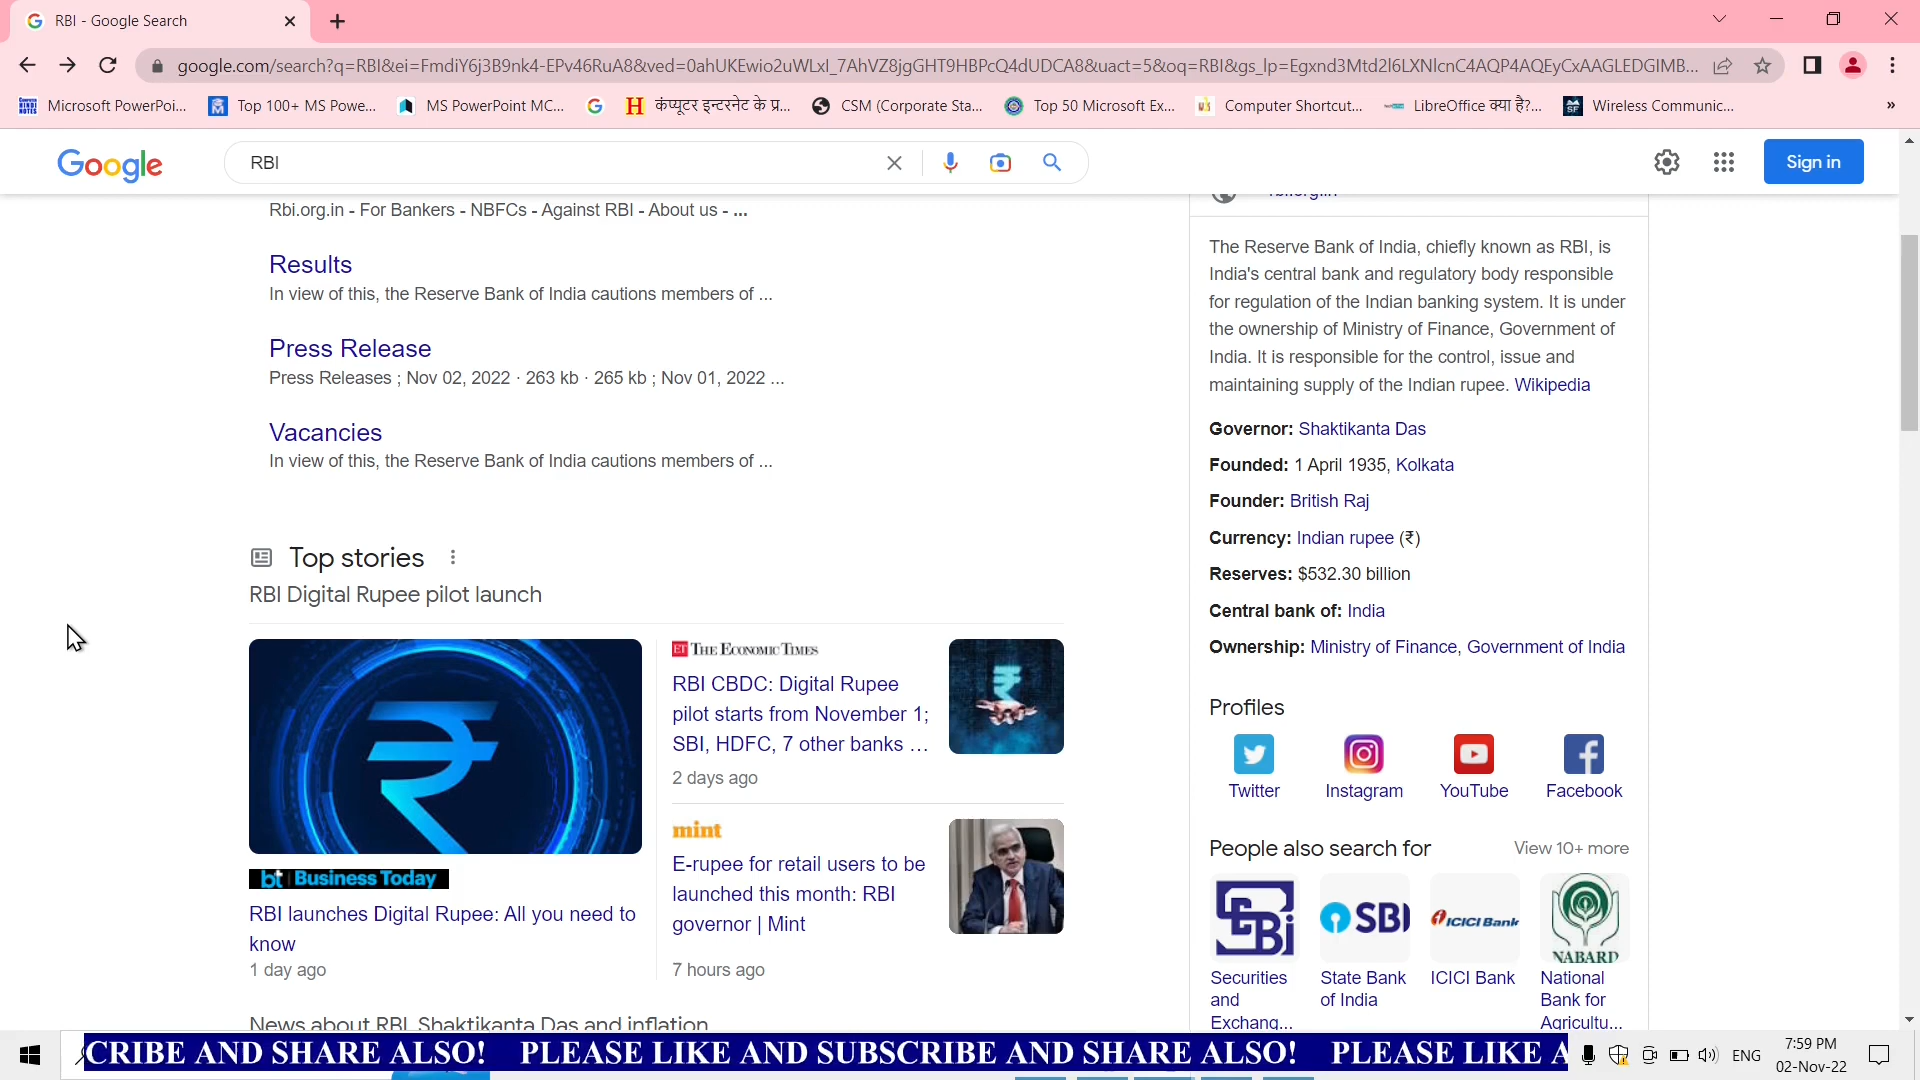 RBI - Google Search
google.com/search?q=RBI&ei=FmdiY6j3B9nk4-EPv46RuA8&ved=0ahUKEwio2uWLxI_7AhVZ8jgGHT9HBPcQ4dUDCA8&uact=5&oq=RBI&gs_lp=Egxnd3Mtd2l6LXNlcnC4AQP4AQEyCxAAGLEDGIMB...
Microsoft PowerPoi... Top 100+ MS Powe... MS PowerPoint MC... कंप्यूटर इन्टरनेट के प्र... CSM (Corporate Sta... Top 50 Microsoft Ex... Computer Shortcut... LibreOffice क्या है?... Wireless Communic... »
Google
RBI
Sign in
Rbi.org.in - For Bankers - NBFCs - Against RBI - About us - ...
Results
In view of this, the Reserve Bank of India cautions members of ...
Press Release
Press Releases ; Nov 02, 2022 · 263 kb · 265 kb ; Nov 01, 2022 ...
Vacancies
In view of this, the Reserve Bank of India cautions members of ...
Top stories
RBI Digital Rupee pilot launch
bt Business Today
RBI launches Digital Rupee: All you need to
know
1 day ago
ET THE ECONOMIC TIMES
RBI CBDC: Digital Rupee
pilot starts from November 1;
SBI, HDFC, 7 other banks ...
2 days ago
mint
E-rupee for retail users to be
launched this month: RBI
governor | Mint
7 hours ago
News about RBI, Shaktikanta Das and inflation
The Reserve Bank of India, chiefly known as RBI, is
India's central bank and regulatory body responsible
for regulation of the Indian banking system. It is under
the ownership of Ministry of Finance, Government of
India. It is responsible for the control, issue and
maintaining supply of the Indian rupee. Wikipedia
Governor: Shaktikanta Das
Founded: 1 April 1935, Kolkata
Founder: British Raj
Currency: Indian rupee (₹)
Reserves: $532.30 billion
Central bank of: India
Ownership: Ministry of Finance, Government of India
Profiles
Twitter Instagram YouTube Facebook
People also search for View 10+ more
SEBI SBI ICICI Bank NABARD
Securities
and
Exchang...
State Bank
of India
ICICI Bank
National
Bank for
Agricultu...
CRIBE AND SHARE ALSO! PLEASE LIKE AND SUBSCRIBE AND SHARE ALSO! PLEASE LIKE A
ENG
7:59 PM
02-Nov-22